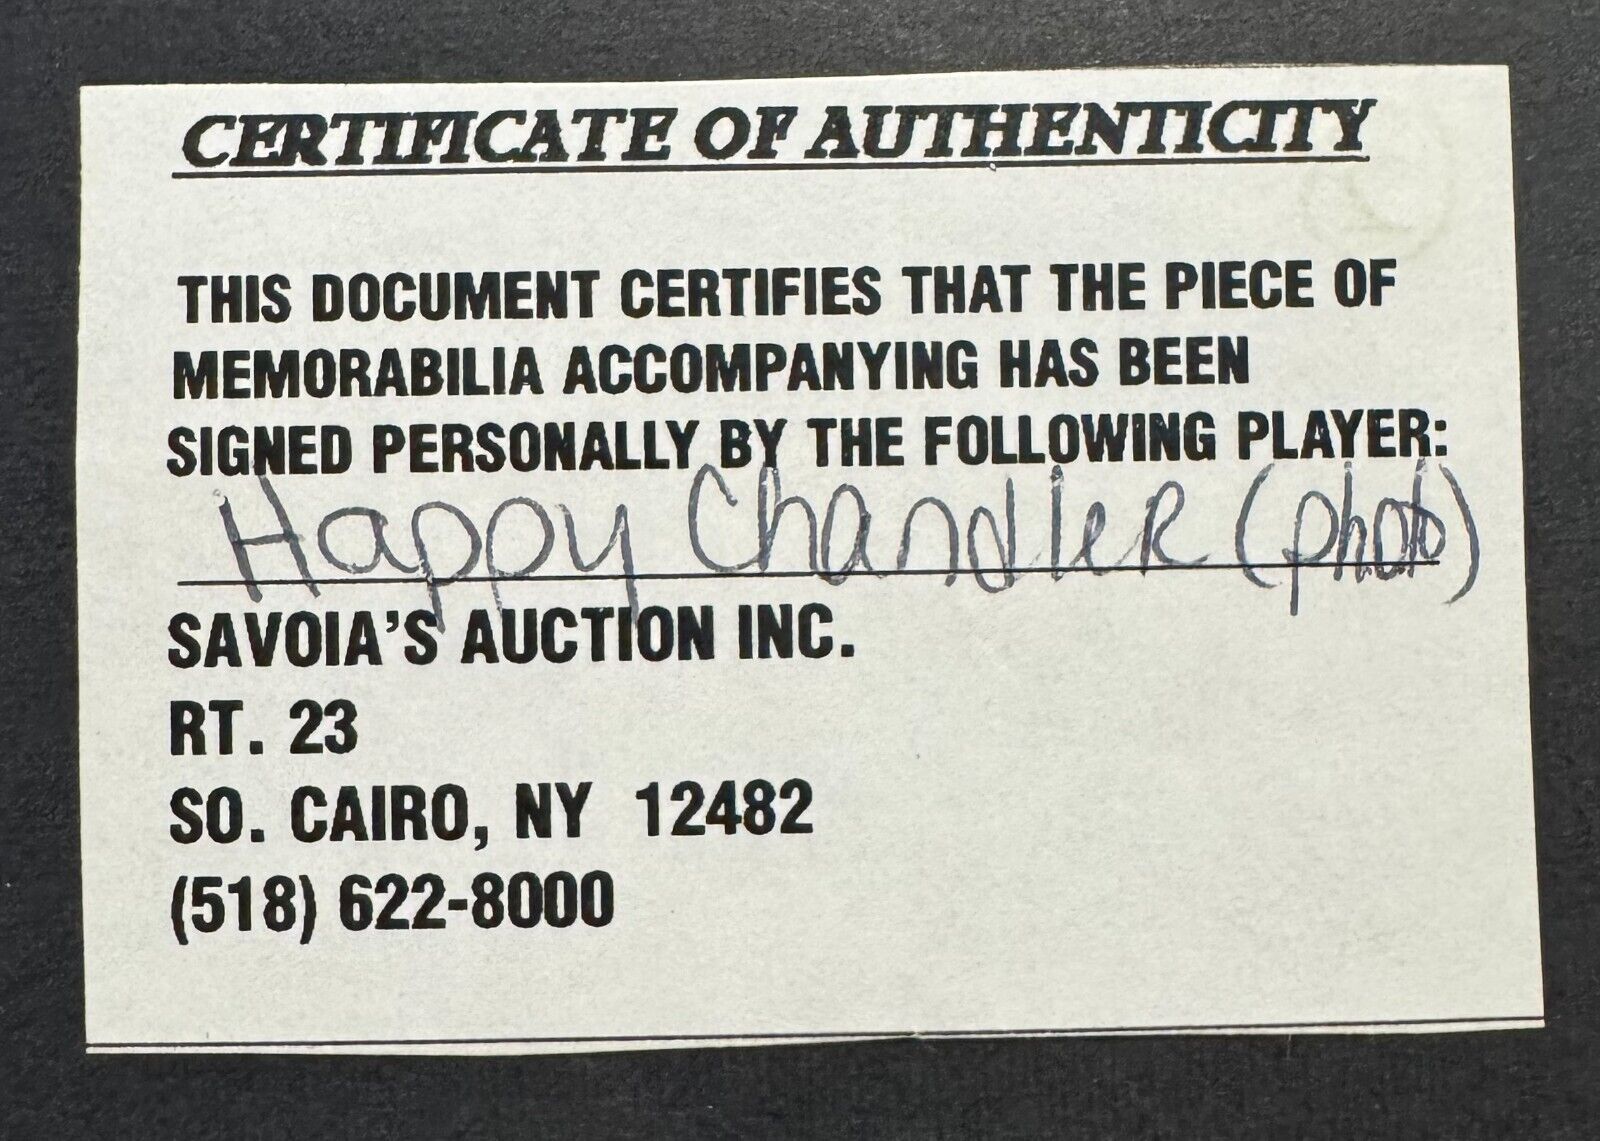 CERTIFICATE OF AUTHENTICITY
THIS DOCUMENT CERTIFIES THAT THE PIECE OF
MEMORABILIA ACCOMPANYING HAS BEEN
SIGNED PERSONALLY BY THE FOLLOWING PLAYER:
Happy Chandler (photo)
SAVOIA'S AUCTION INC.
RT. 23
SO. CAIRO, NY 12482
(518) 622-8000